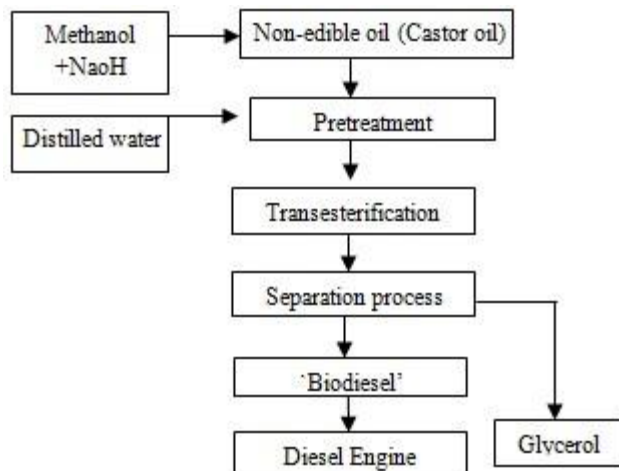 Methanol
+NaoH
Non-edible oil (Castor oil)
Distilled water
Pretreatment
Transesterification
Separation process
`Biodiesel’
Diesel Engine
Glycerol